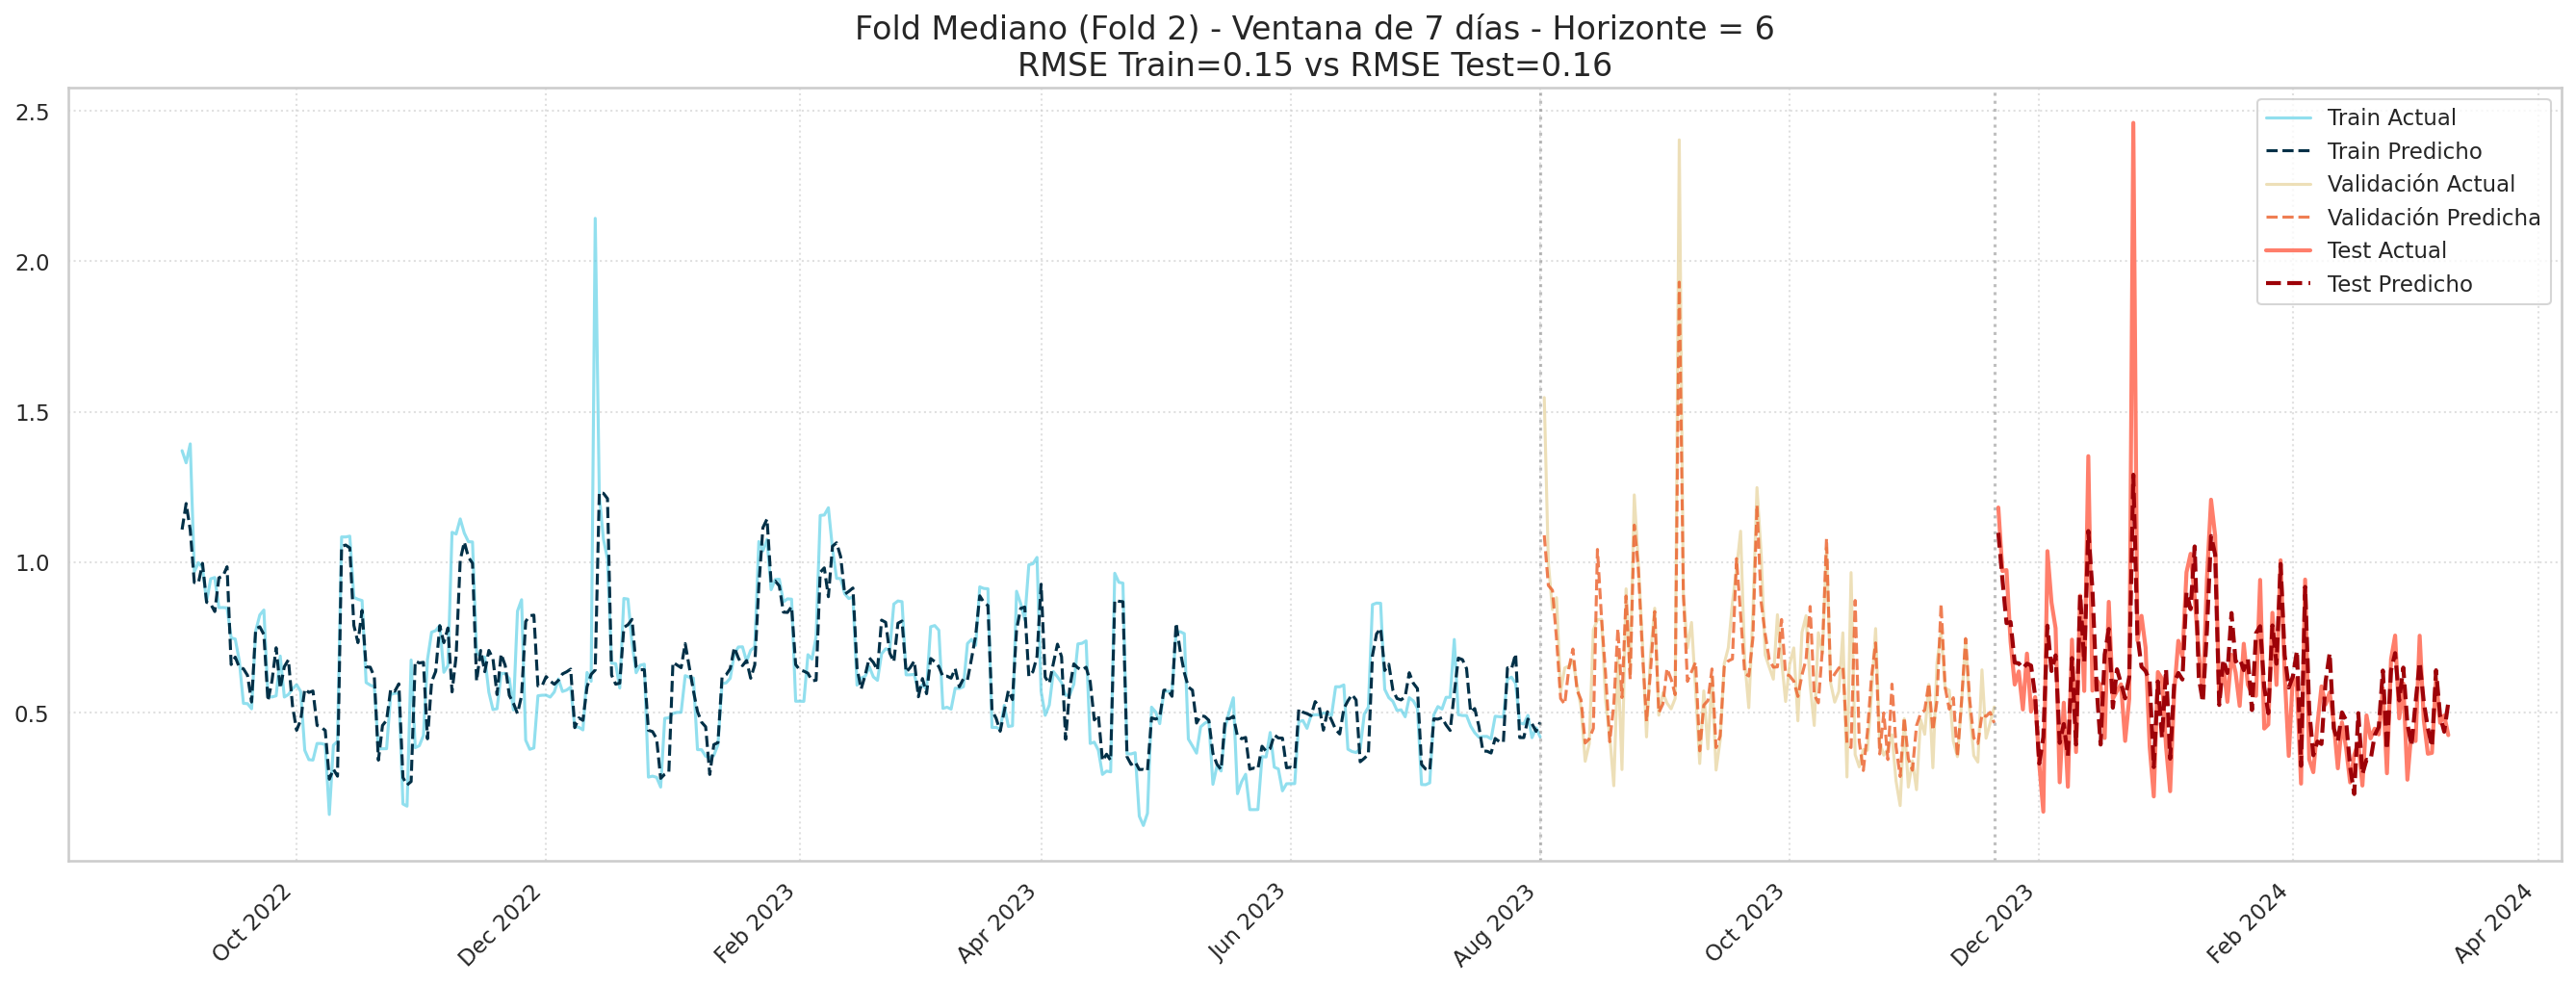 Fold Mediano (Fold 2) - Ventana de 7 días - Horizonte = 6
RMSE Train=0.15 vs RMSE Test=0.16
2.5
2.0
1.5
1.0
0.5
Train Actual
Train Predicho
Validación Actual
Validación Predicha
Test Actual
Test Predicho
Oct 2022
Dec 2022
Feb 2023
Apr 2023
Jun 2023
Aug 2023
Oct 2023
Dec 2023
Feb 2024
Apr 2024